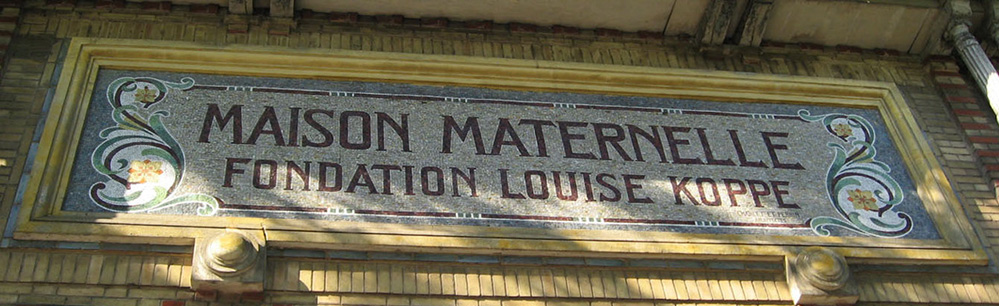 MAISON MATERNELLE
FONDATION LOUISE KOPPE